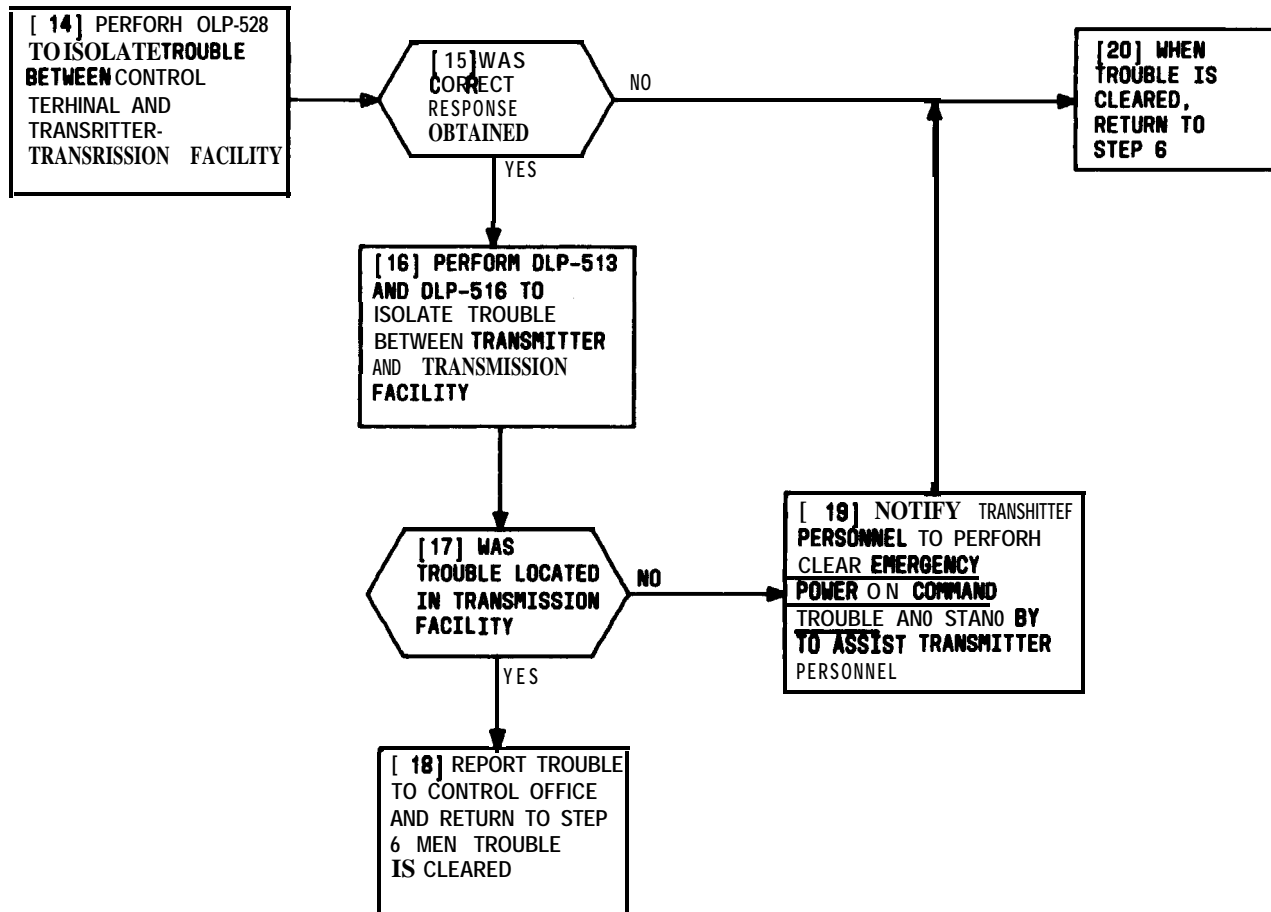 [ 14] PERFORH OLP-528
TO ISOLATE TROUBLE
BETWEEN CONTROL
TERHINAL AND
TRANSRITTER-
TRANSRISSION FACILITY
[ 15] WAS
CORRECT
RESPONSE
OBTAINED
NO
YES
[20] WHEN
TROUBLE IS
CLEARED,
RETURN TO
STEP 6
[16] PERFORM DLP-513
AND DLP-516 TO
ISOLATE TROUBLE
BETWEEN TRANSMITTER
AND TRANSMISSION
FACILITY
[17] WAS
TROUBLE LOCATED
IN TRANSMISSION
FACILITY
NO
YES
[ 19] NOTIFY TRANSHITTEF
PERSONNEL TO PERFORH
CLEAR EMERGENCY
POWER ON COMMAND
TROUBLE AN0 STAN0 BY
TO ASSIST TRANSMITTER
PERSONNEL
[ 18] REPORT TROUBLE
TO CONTROL OFFICE
AND RETURN TO STEP
6 MEN TROUBLE
IS CLEARED